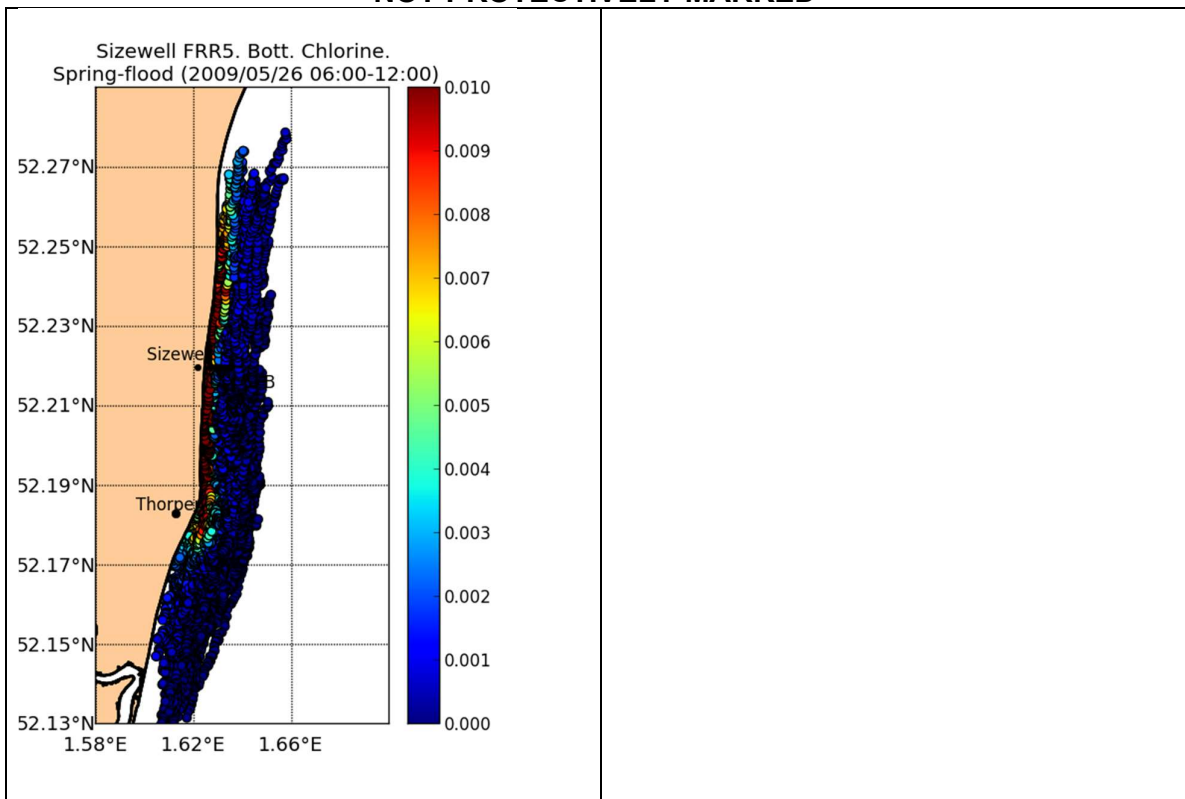 NOT PROTECTIVELY MARKED
Sizewell FRR5. Bott. Chlorine.
Spring-flood (2009/05/26 06:00-12:00)
0.010
0.009
0.008
0.007
0.006
0.005
0.004
0.003
0.002
0.001
0.000
52.27°N
52.25°N
52.23°N
52.21°N
52.19°N
52.17°N
52.15°N
52.13°N
Sizewe
B
Thorpe
1.58°E 1.62°E 1.66°E